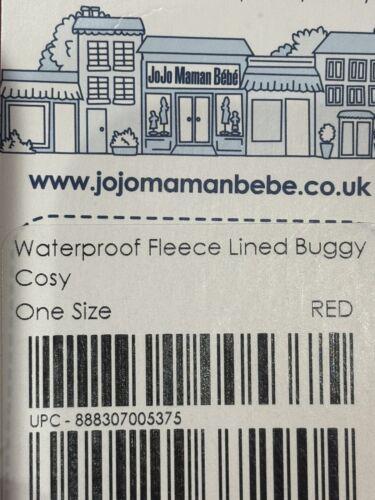 JoJo Maman Bébé
www.jojomamanbebe.co.uk
Waterproof Fleece Lined Buggy
Cosy
One Size RED
UPC - 888307005375